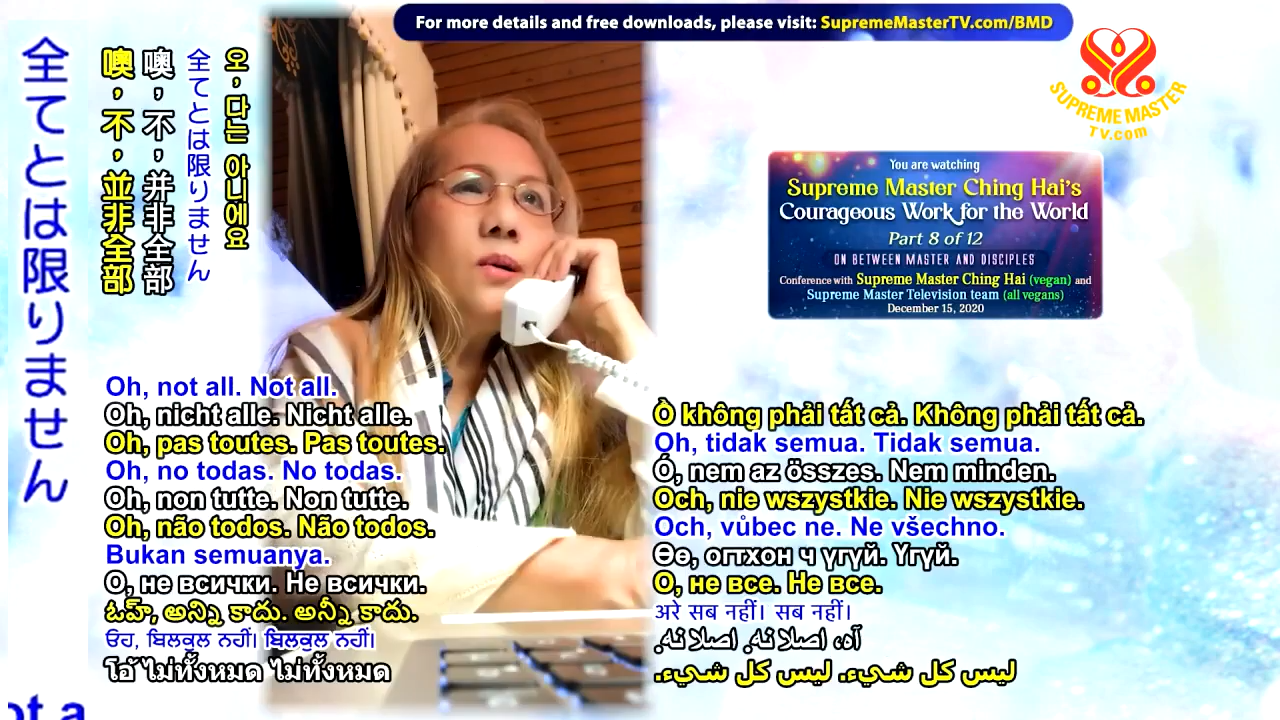 For more details and free downloads, please visit: SupremeMasterTV.com/BMD
SUPREME MASTER
TV.com
You are watching
Supreme Master Ching Hai's
Courageous Work for the World
Part 8 of 12
ON BETWEEN MASTER AND DISCIPLES
Conference with Supreme Master Ching Hai (vegan) and
Supreme Master Television team (all vegans)
December 15, 2020
全てとは限りません
噢，不，並非全部
噢，不，并非全部
全てとは限りません
오, 다는 아니에요
Oh, not all. Not all.
Oh, nicht alle. Nicht alle.
Oh, pas toutes. Pas toutes.
Oh, no todas. No todas.
Oh, non tutte. Non tutte.
Oh, não todos. Não todos.
Bukan semuanya.
О, не всички. Не всички.
ఓహ్, అన్ని కాదు. అన్నీ కాదు.
ਓਹ, ਬਿਲਕੁਲ ਨਹੀਂ। ਬਿਲਕੁਲ ਨਹੀਂ।
โอ้ ไม่ทั้งหมด ไม่ทั้งหมด
Ồ không phải tất cả. Không phải tất cả.
Oh, tidak semua. Tidak semua.
Ó, nem az összes. Nem minden.
Och, nie wszystkie. Nie wszystkie.
Och, vůbec ne. Ne všechno.
Өө, огтхон ч үгүй. Үгүй.
О, не все. Не все.
अरे सब नहीं। सब नहीं।
آه، اصلا نه. اصلا نه.
ليس كل شيء. ليس كل شيء.
ot a